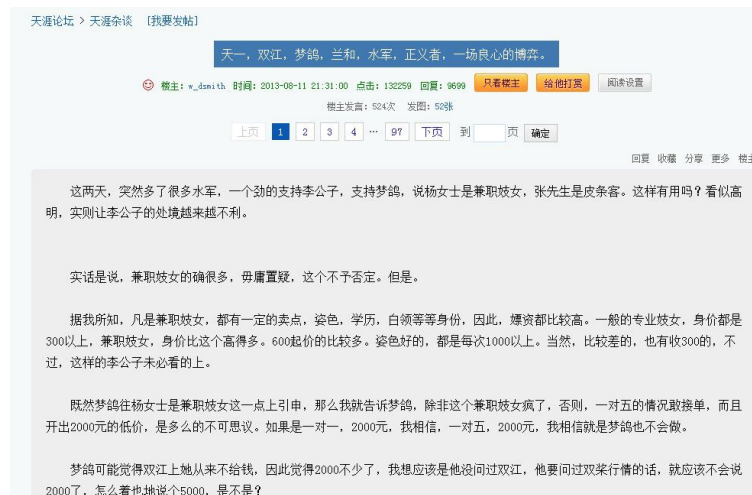 天涯论坛 > 天涯杂谈 [我要发帖]
天一，双江，梦鸽，兰和，水军，正义者，一场良心的博弈。
楼主：w_dsmith 时间：2013-08-11 21:31:00 点击：132259 回复：9699 只看楼主 给他打赏 阅读设置
楼主发言：524次 发图：52张
上页 1 2 3 4 … 97 下页 到 页 确定
回复 收藏 分享 更多 楼主
这两天，突然多了很多水军，一个劲的支持李公子，支持梦鸽，说杨女士是兼职妓女，张先生是皮条客。这样有用吗？看似高
明，实则让李公子的处境越来越不利。
实话是说，兼职妓女的确很多，毋庸置疑，这个不予否定。但是。
据我所知，凡是兼职妓女，都有一定的卖点，姿色，学历，白领等等身份，因此，嫖资都比较高。一般的专业妓女，身价都是
300以上，兼职妓女，身价比这个高得多。600起价的比较多。姿色好的，都是每次1000以上。当然，比较差的，也有收300的，不
过，这样的李公子未必看的上。
既然梦鸽往杨女士是兼职妓女这一点上引申，那么我就告诉梦鸽，除非这个兼职妓女疯了，否则，一对五的情况敢接单，而且
开出2000元的低价，是多么的不可思议。如果是一对一，2000元，我相信，一对五，2000元，我相信就是梦鸽也不会做。
梦鸽可能觉得双江上她从来不给钱，因此觉得2000不少了，我想应该是他没问过双江，他要问过双桨行情的话，就应该不会说
2000了，怎么着也地说个5000，是不是？